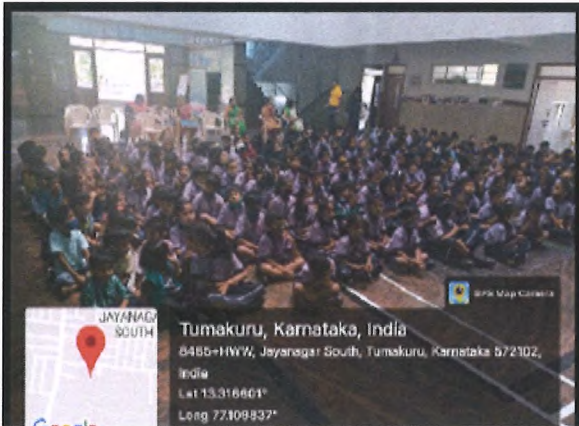 GPS Map Camera
JAYANAGA
SOUTH
Google
Tumakuru, Karnataka, India
8465+HWW, Jayanagar South, Tumakuru, Karnataka 572102,
India
Lat 13.316601°
Long 77.109837°